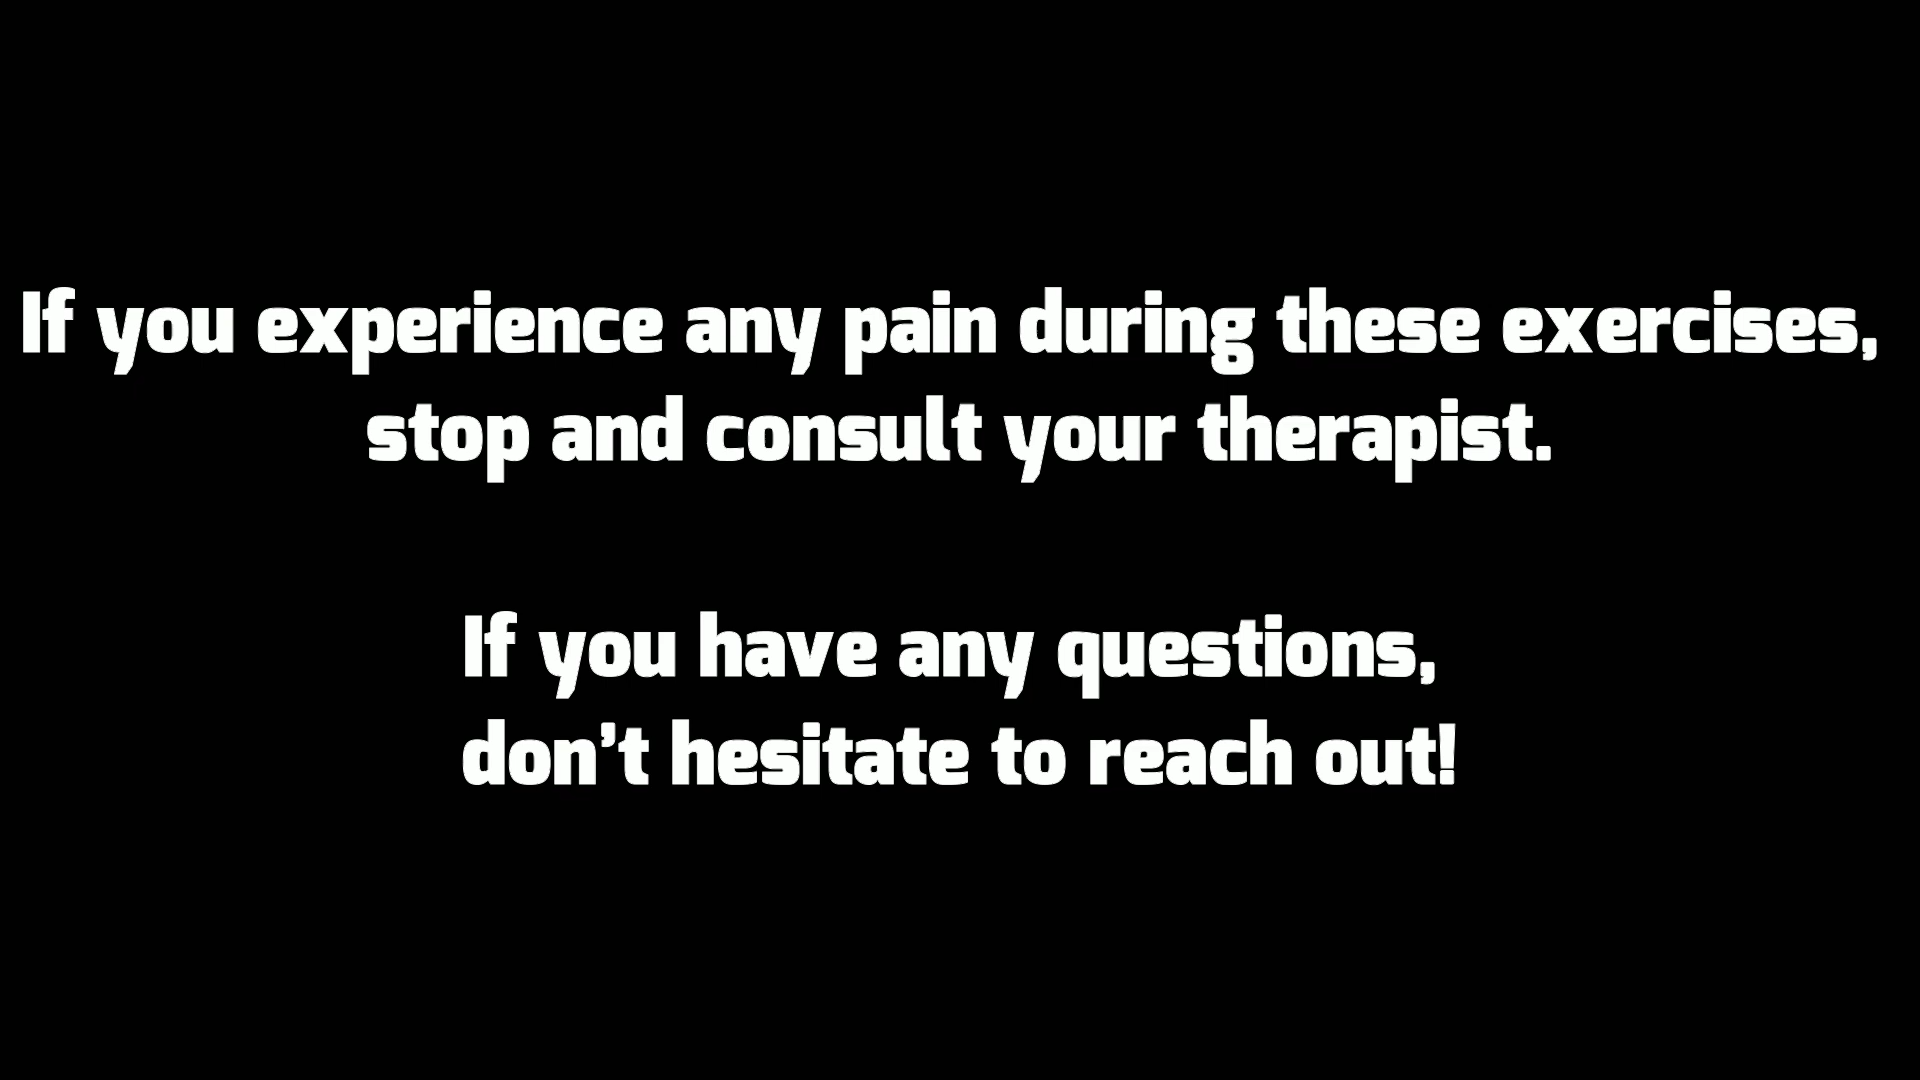 If you experience any pain during these exercises,
stop and consult your therapist.
If you have any questions,
don’t hesitate to reach out!